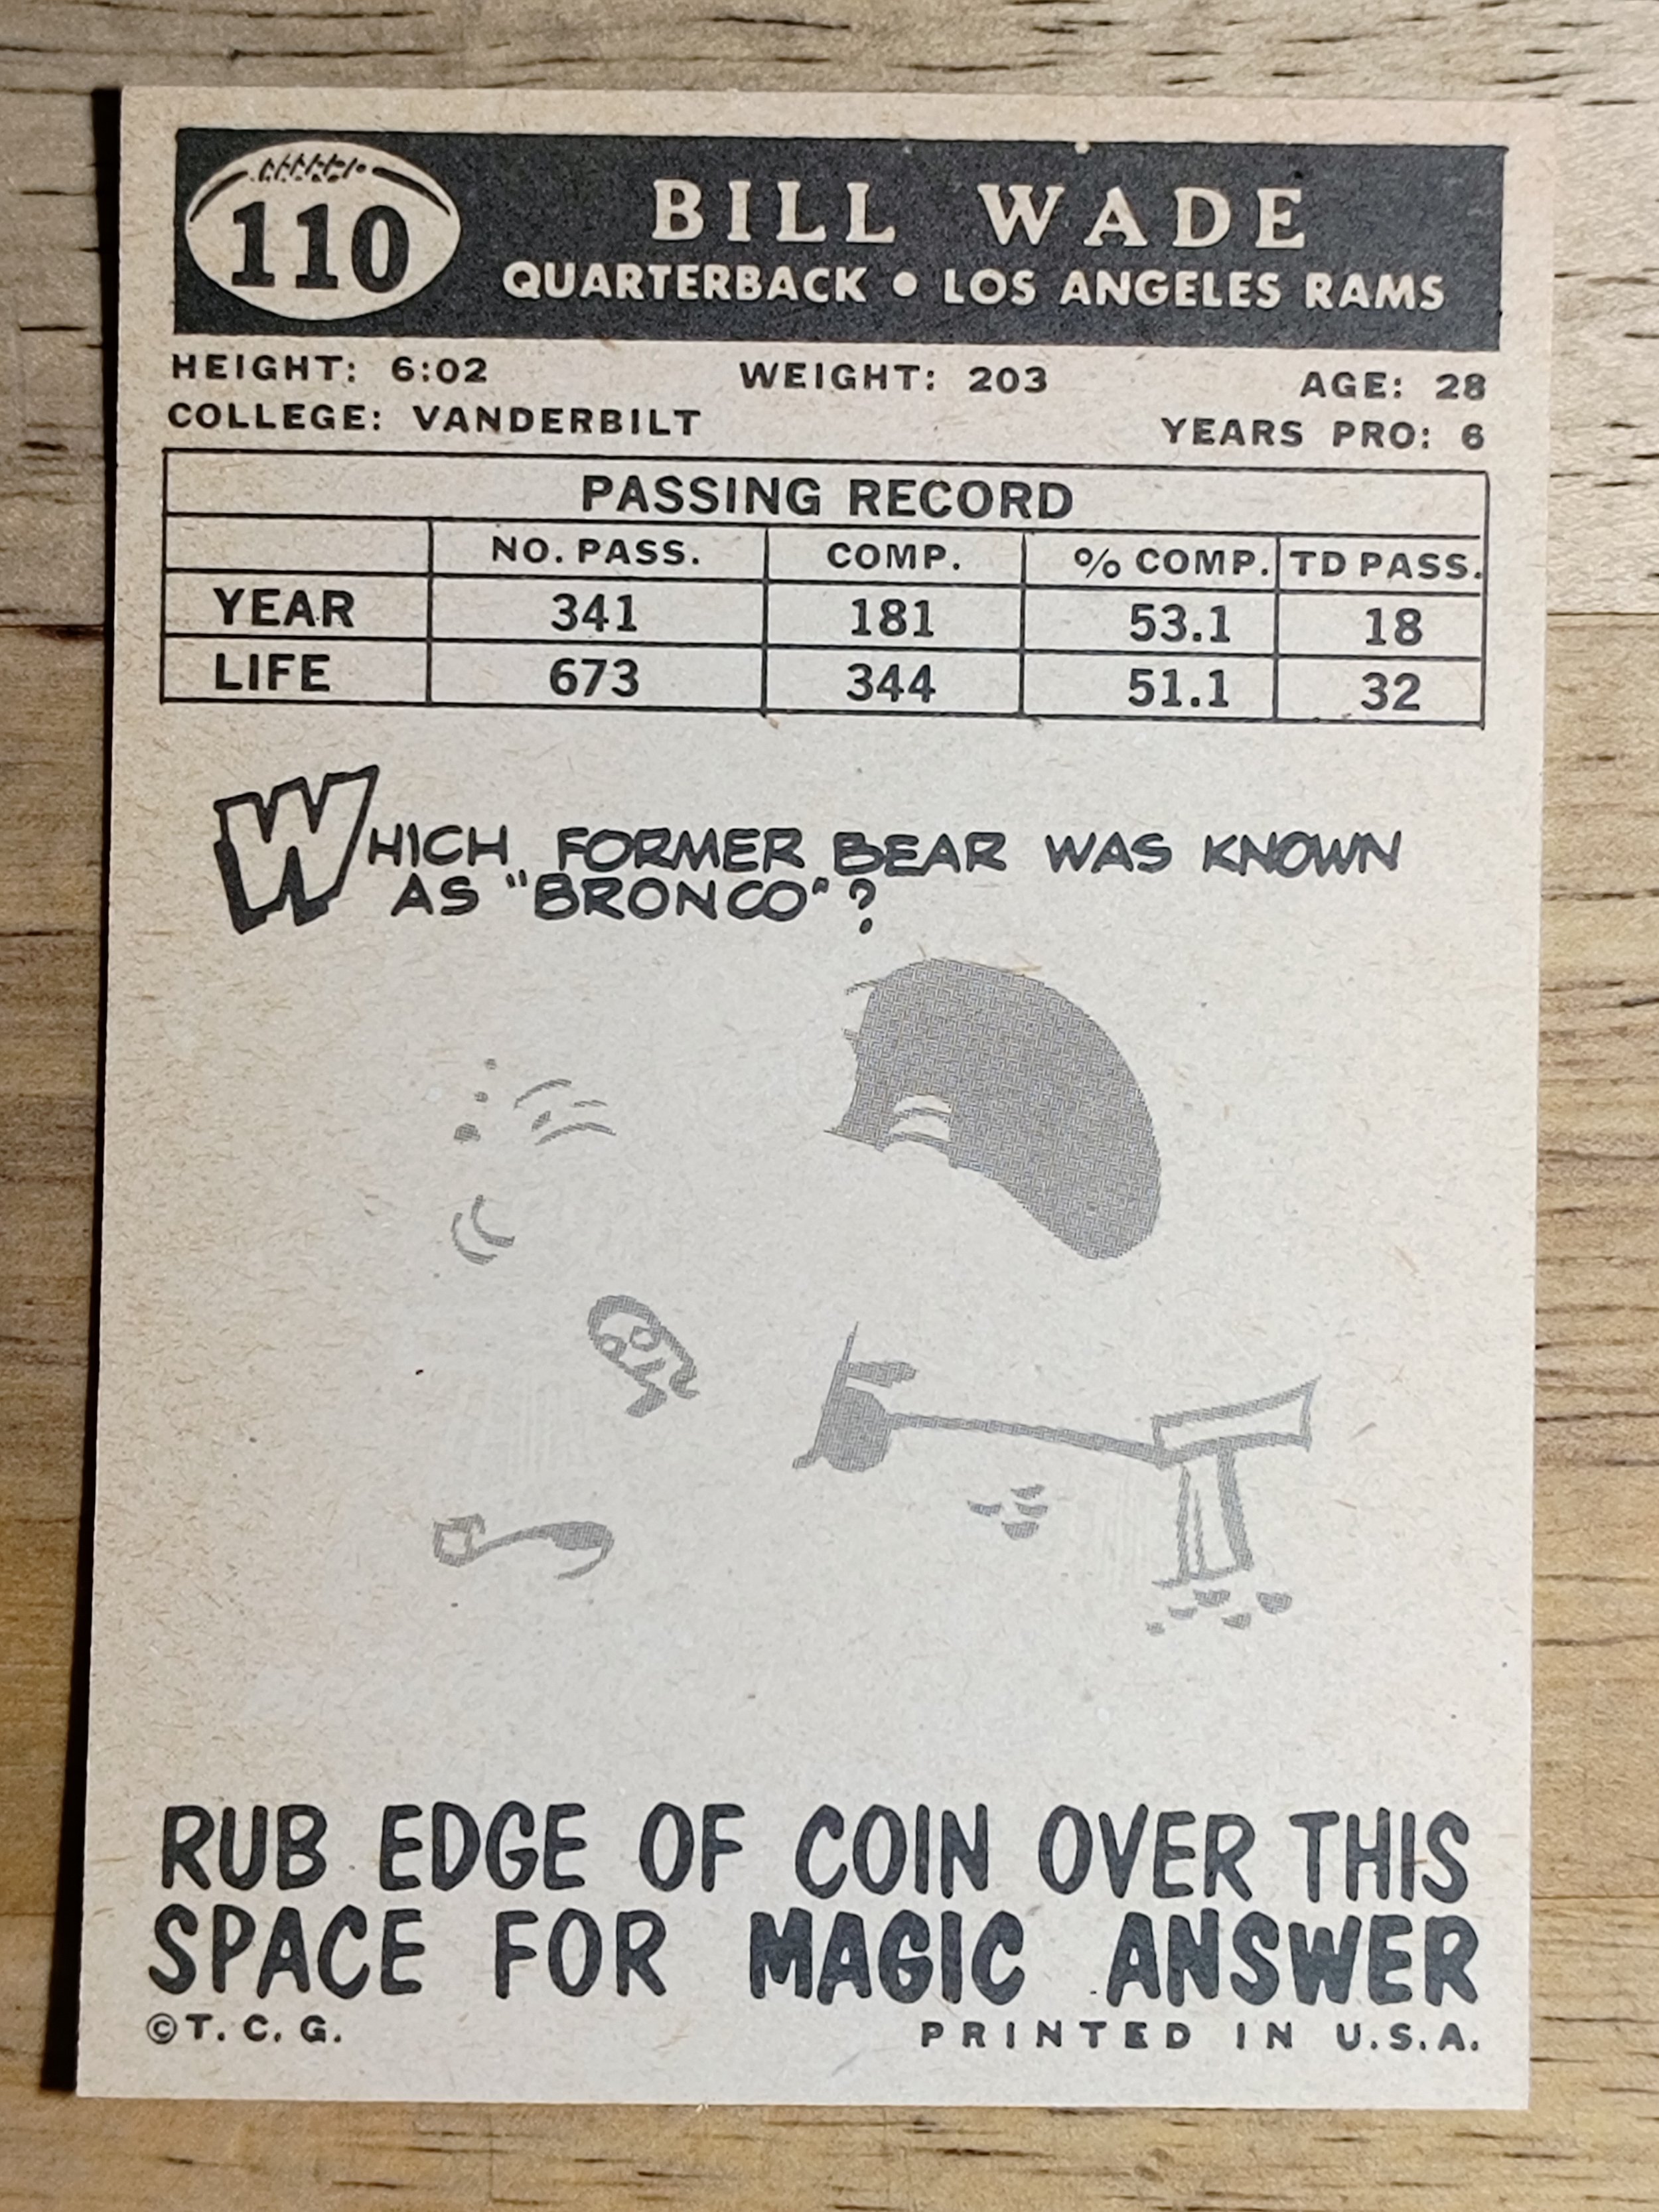 110
BILL WADE
QUARTERBACK • LOS ANGELES RAMS
HEIGHT: 6:02 WEIGHT: 203 AGE: 28
COLLEGE: VANDERBILT YEARS PRO: 6
PASSING RECORD
NO. PASS. COMP. % COMP. TD PASS.
YEAR 341 181 53.1 18
LIFE 673 344 51.1 32
WHICH FORMER BEAR WAS KNOWN
AS "BRONCO"?
RUB EDGE OF COIN OVER THIS
SPACE FOR MAGIC ANSWER
©T. C. G. PRINTED IN U.S.A.